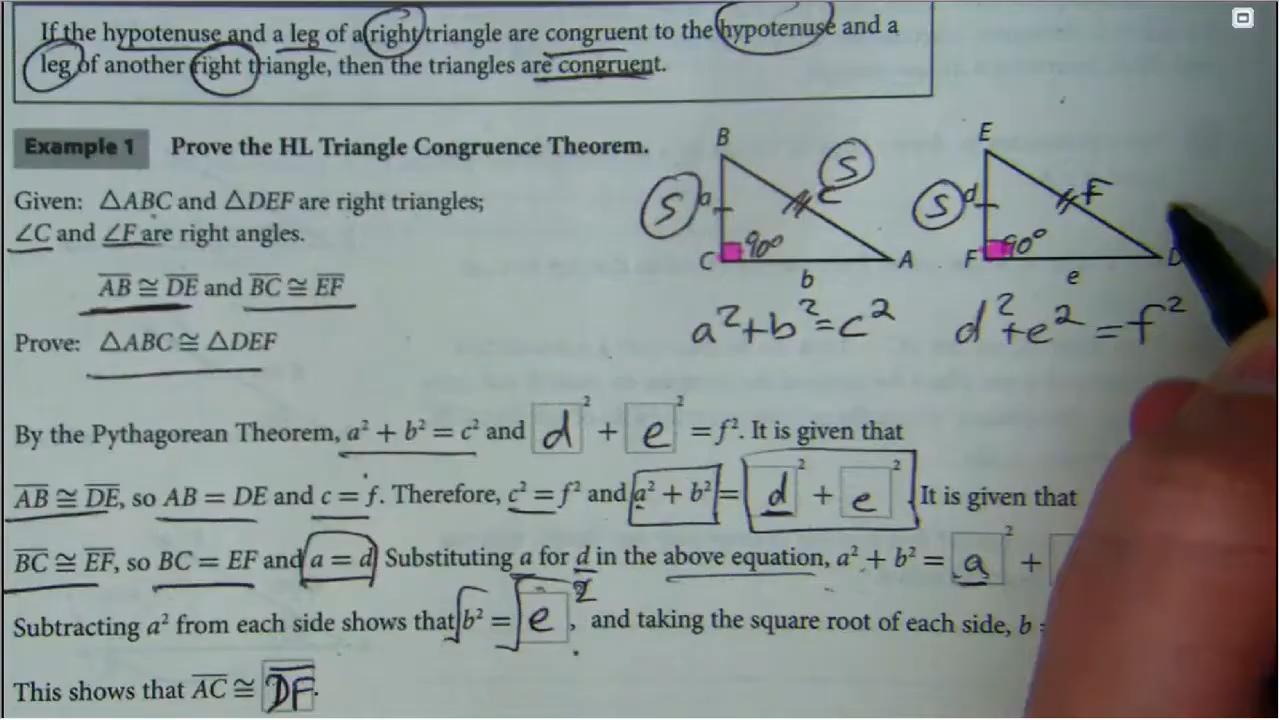 If the hypotenuse and a leg of a right triangle are congruent to the hypotenuse and a
leg of another right triangle, then the triangles are congruent.
Example 1 Prove the HL Triangle Congruence Theorem.
Given: △ABC and △DEF are right triangles;
∠C and ∠F are right angles.
AB ≅ DE and BC ≅ EF
Prove: △ABC ≅ △DEF
B
S
a
S
c
C
90°
A
b
a²+b²=c²
E
S
d
F
F
90°
D
e
d²+e²=f²
By the Pythagorean Theorem, a² + b² = c² and d² + e² = f². It is given that
AB ≅ DE, so AB = DE and c = f. Therefore, c² = f² and a² + b² = d² + e². It is given that
BC ≅ EF, so BC = EF and a = d. Substituting a for d in the above equation, a² + b² = a² +
Subtracting a² from each side shows that √b² = √e², and taking the square root of each side, b =
This shows that AC ≅ DF.